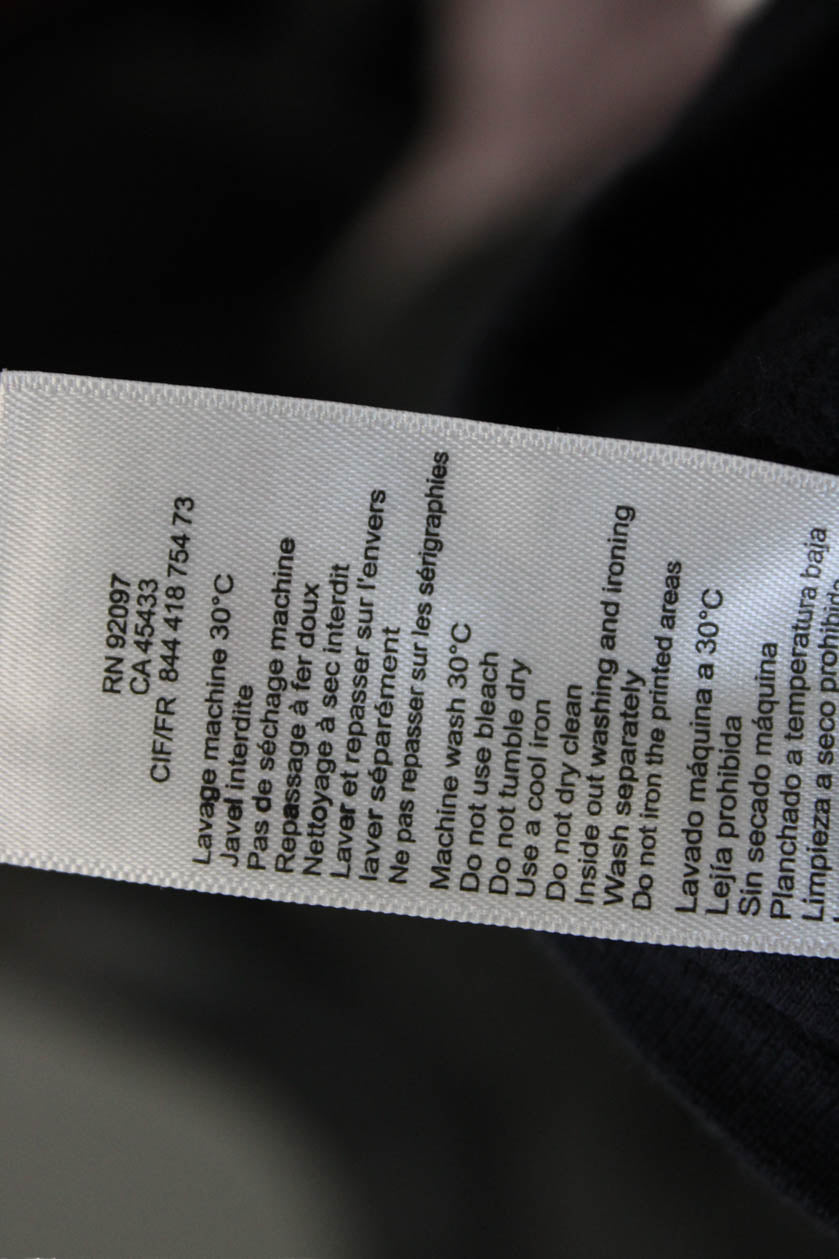 RN 92097
CA 45433
CIF/FR 844 418 754 73
Lavage machine 30°C
Javel interdite
Pas de séchage machine
Repassage à fer doux
Nettoyage à sec interdit
Laver et repasser sur l'envers
laver séparément
Ne pas repasser sur les sérigraphies
Machine wash 30°C
Do not use bleach
Do not tumble dry
Use a cool iron
Do not dry clean
Inside out washing and ironing
Wash separately
Do not iron the printed areas
Lavado máquina a 30°C
Lejía prohibida
Sin secado máquina
Planchado a temperatura baja
Limpieza a seco